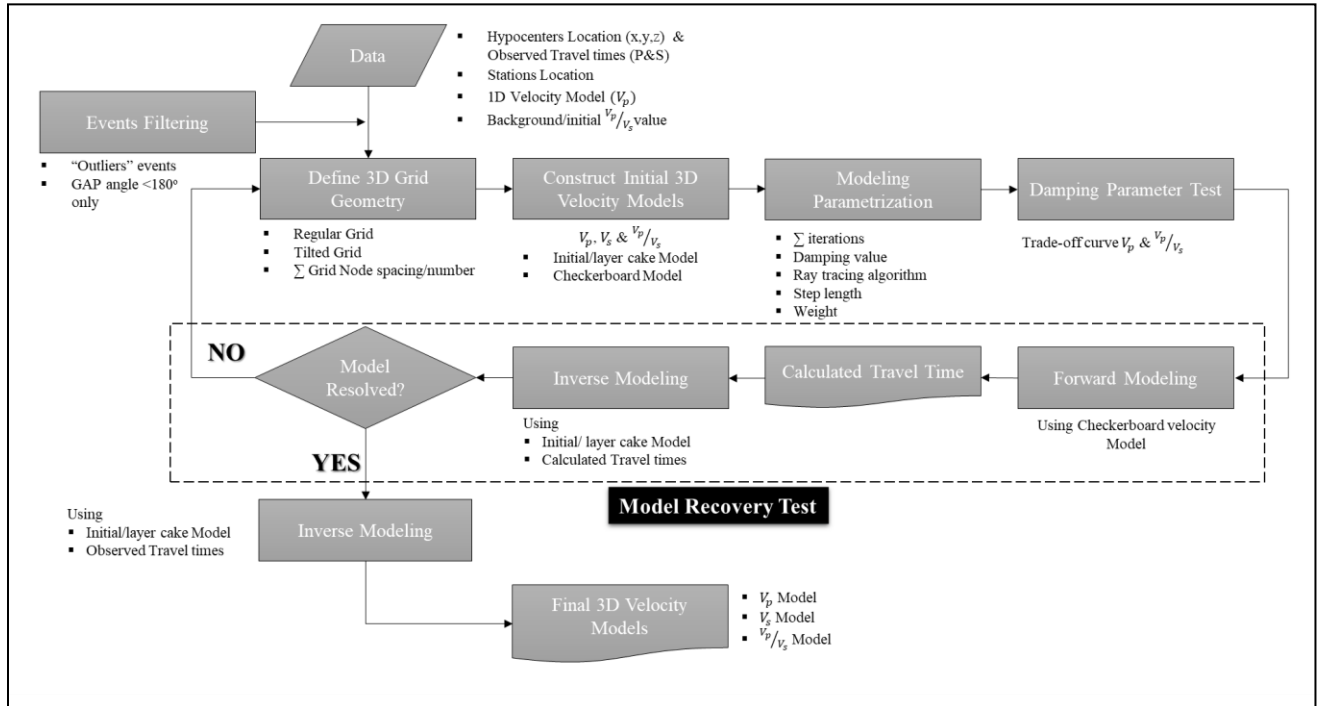 Data
▪ Hypocenters Location (x,y,z) &
Observed Travel times (P&S)
▪ Stations Location
▪ 1D Velocity Model (Vp)
▪ Background/initial Vp/Vs value
Events Filtering
▪ “Outliers” events
▪ GAP angle <180°
only
Define 3D Grid
Geometry
▪ Regular Grid
▪ Tilted Grid
▪ ∑ Grid Node spacing/number
Construct Initial 3D
Velocity Models
Vp, Vs & Vp/Vs
▪ Initial/layer cake Model
▪ Checkerboard Model
Modeling
Parametrization
▪ ∑ iterations
▪ Damping value
▪ Ray tracing algorithm
▪ Step length
▪ Weight
Damping Parameter Test
Trade-off curve Vp & Vp/Vs
Forward Modeling
Using Checkerboard velocity
Model
Calculated Travel Time
Inverse Modeling
Using
▪ Initial/ layer cake Model
▪ Calculated Travel times
Model
Resolved?
NO
YES
Model Recovery Test
Inverse Modeling
Using
▪ Initial/layer cake Model
▪ Observed Travel times
Final 3D Velocity
Models
▪ Vp Model
▪ Vs Model
▪ Vp/Vs Model